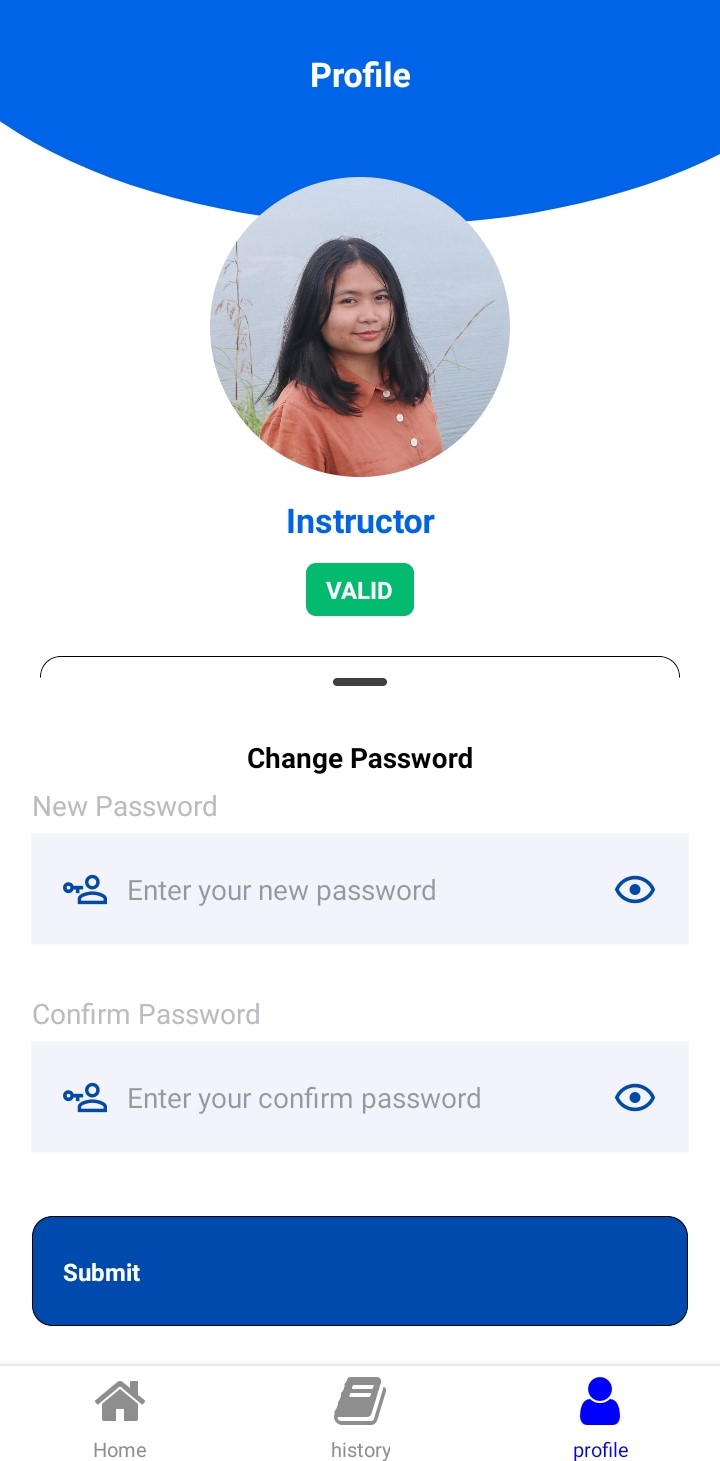 Profile
Instructor
VALID
Change Password
New Password
Enter your new password
Confirm Password
Enter your confirm password
Submit
Home
history
profile